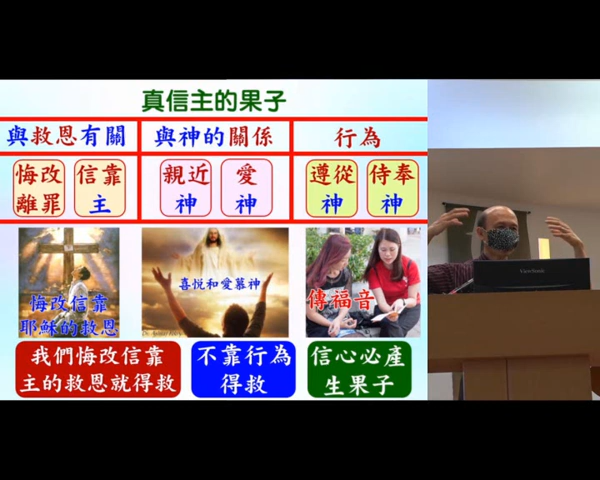 真信主的果子
與救恩有關
與神的關係
行為
悔改
離罪
信靠
主
親近
神
愛
神
遵從
神
侍奉
神
悔改信靠
耶穌的救恩
喜悅和愛慕神
傳福音
我們悔改信靠
主的救恩就得救
不靠行為
得救
信心必產
生果子
ViewSonic